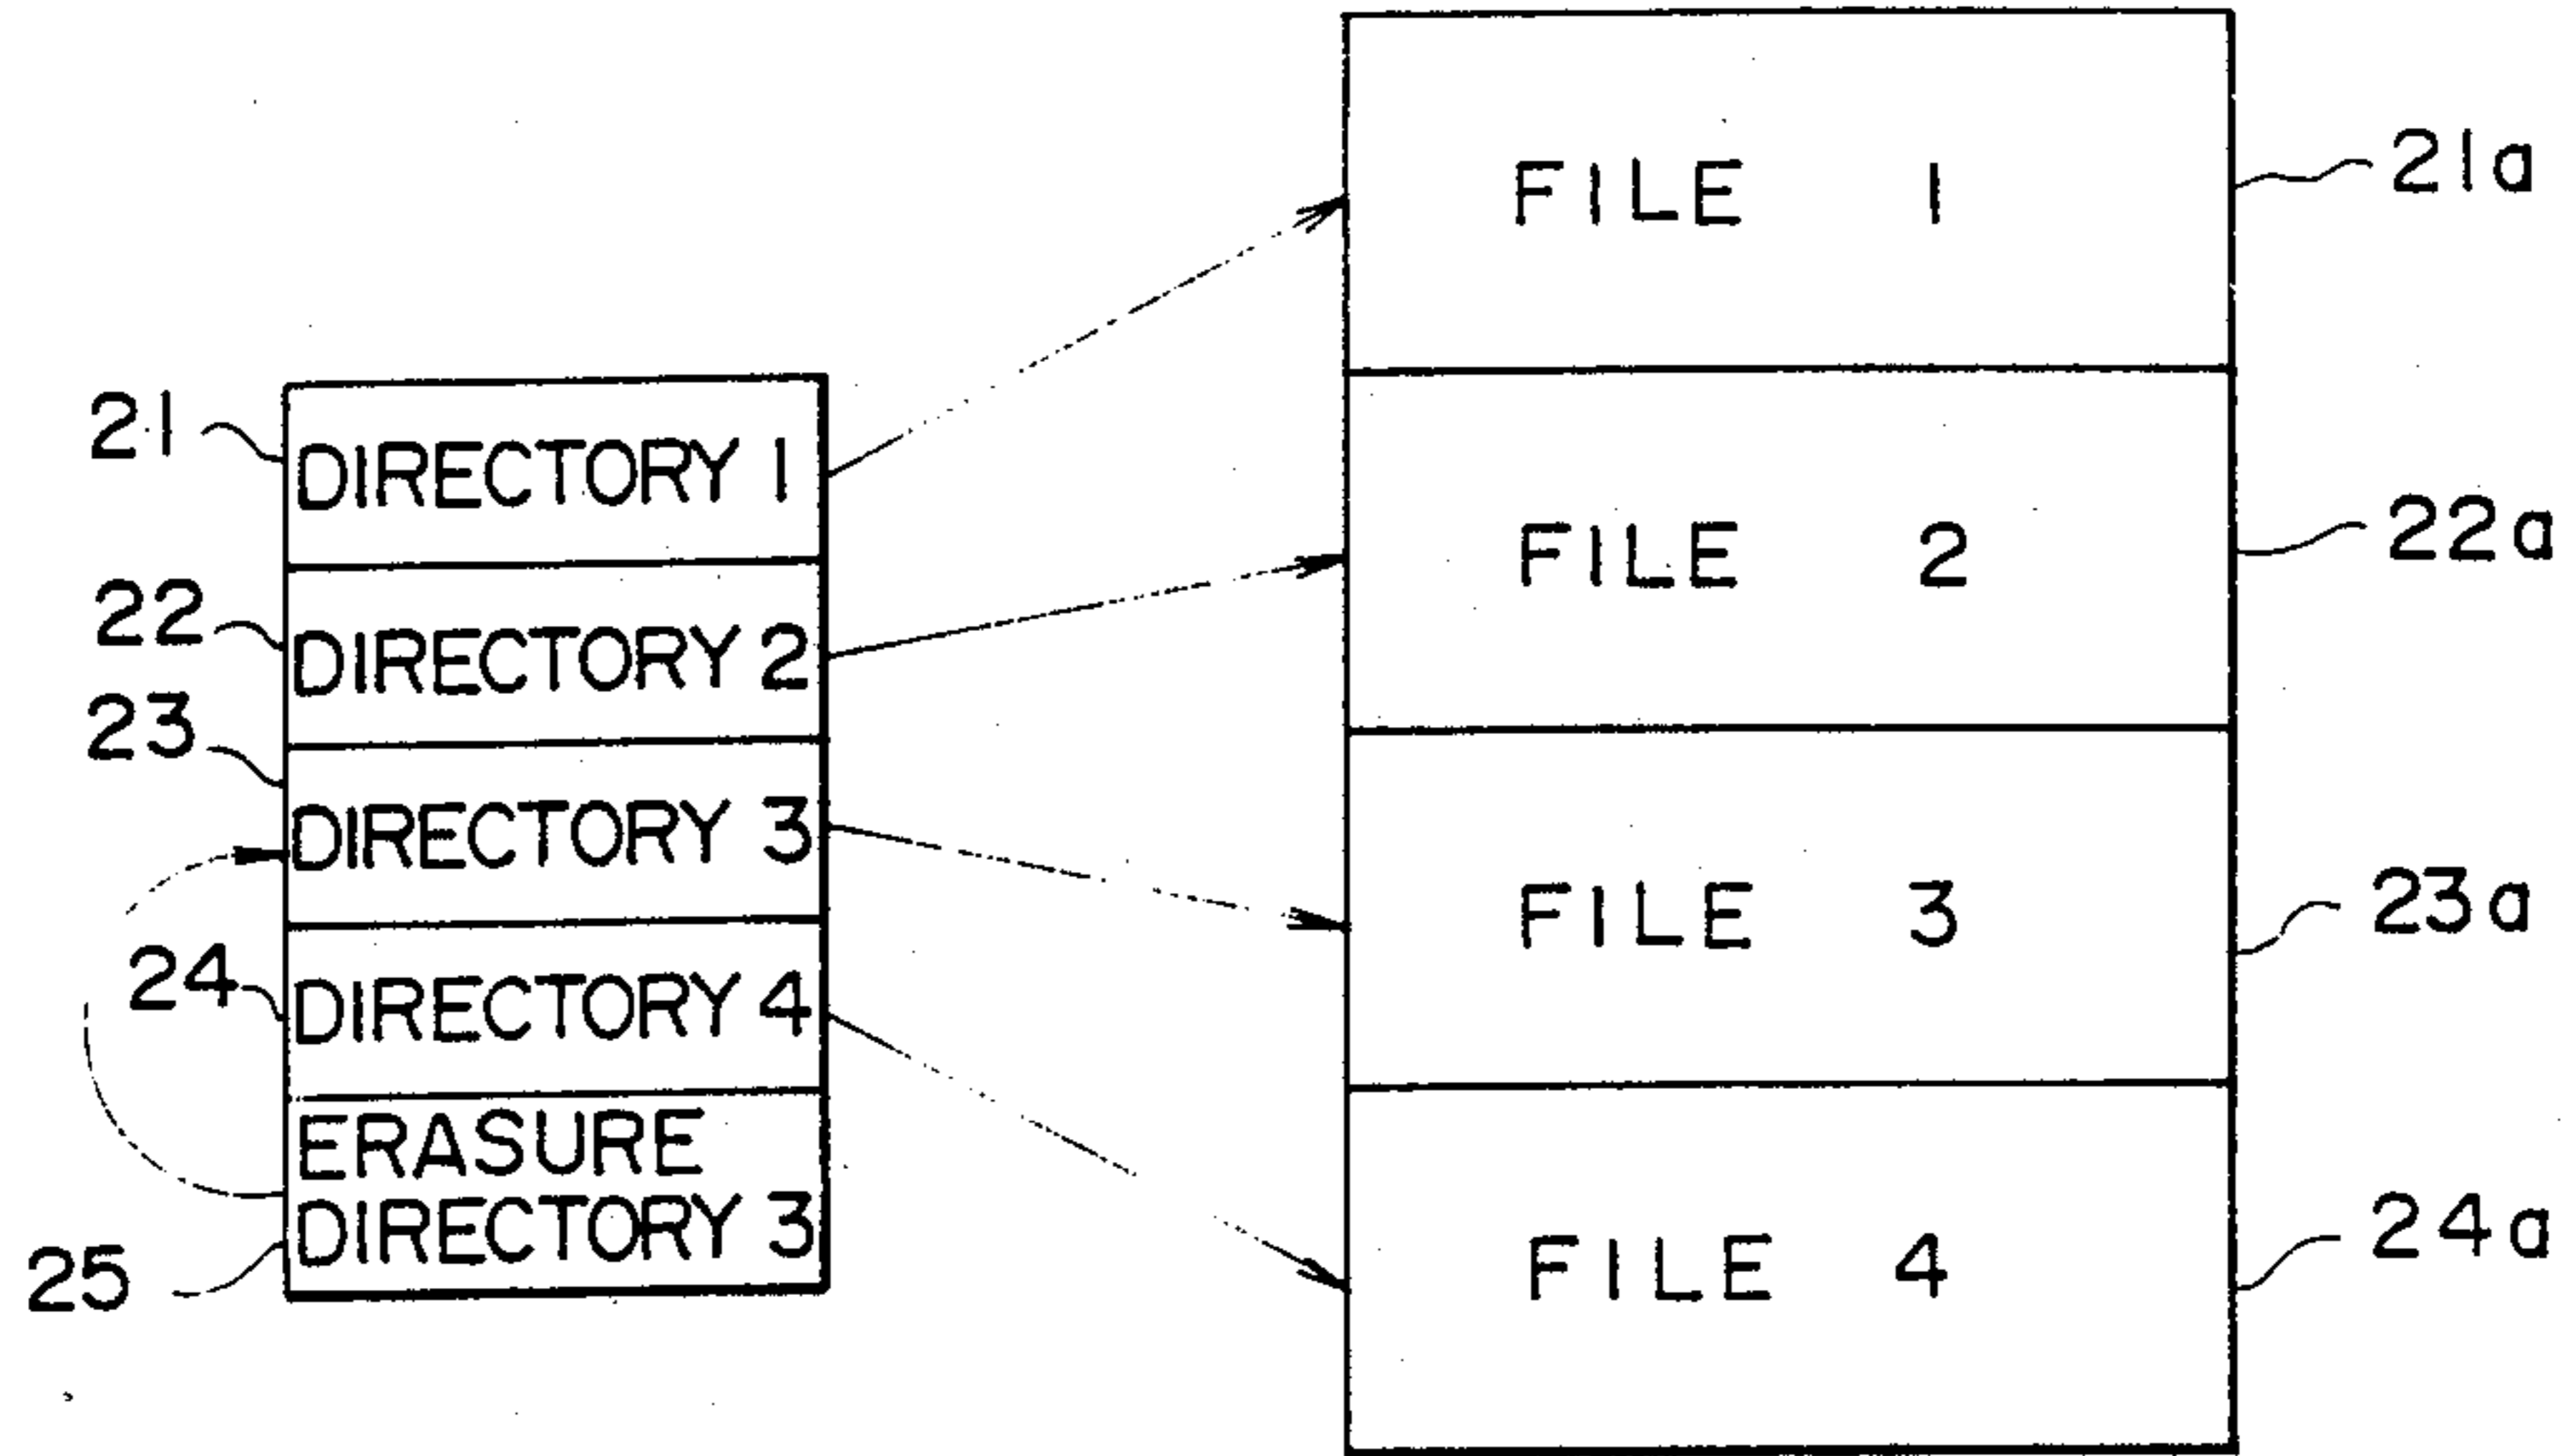 FILE 1
21a
21
DIRECTORY 1
FILE 2
22a
22
DIRECTORY 2
23
DIRECTORY 3
FILE 3
23a
24
DIRECTORY 4
ERASURE
DIRECTORY 3
25
FILE 4
24a